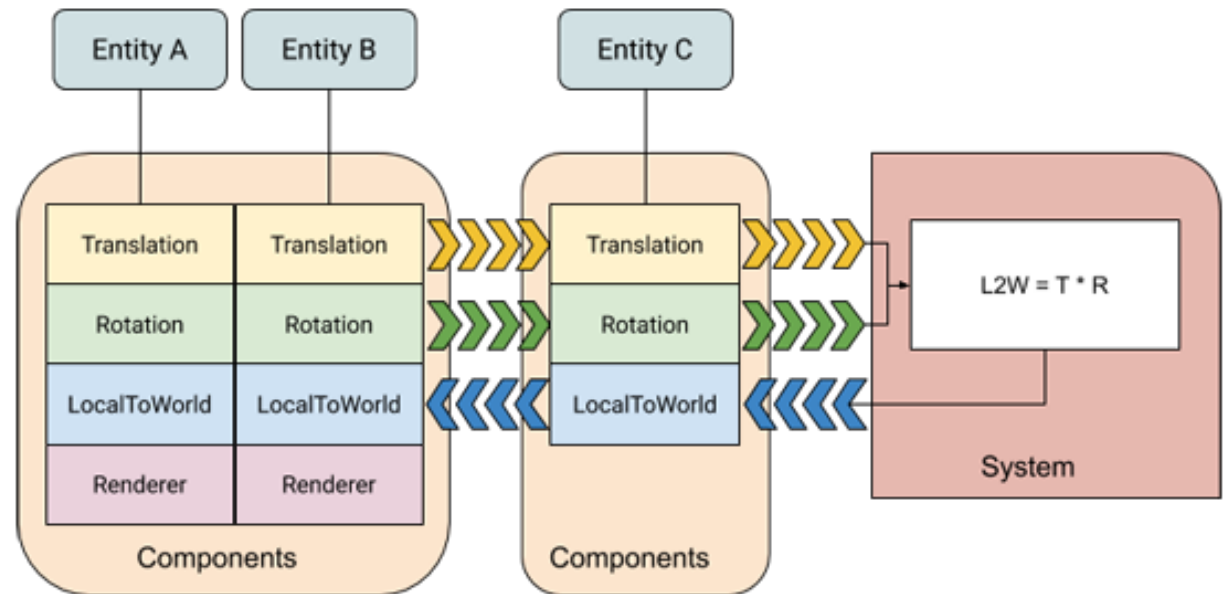 Entity A
Entity B
Entity C
Translation
Translation
Translation
Rotation
Rotation
Rotation
L2W = T * R
LocalToWorld
LocalToWorld
LocalToWorld
Renderer
Renderer
System
Components
Components